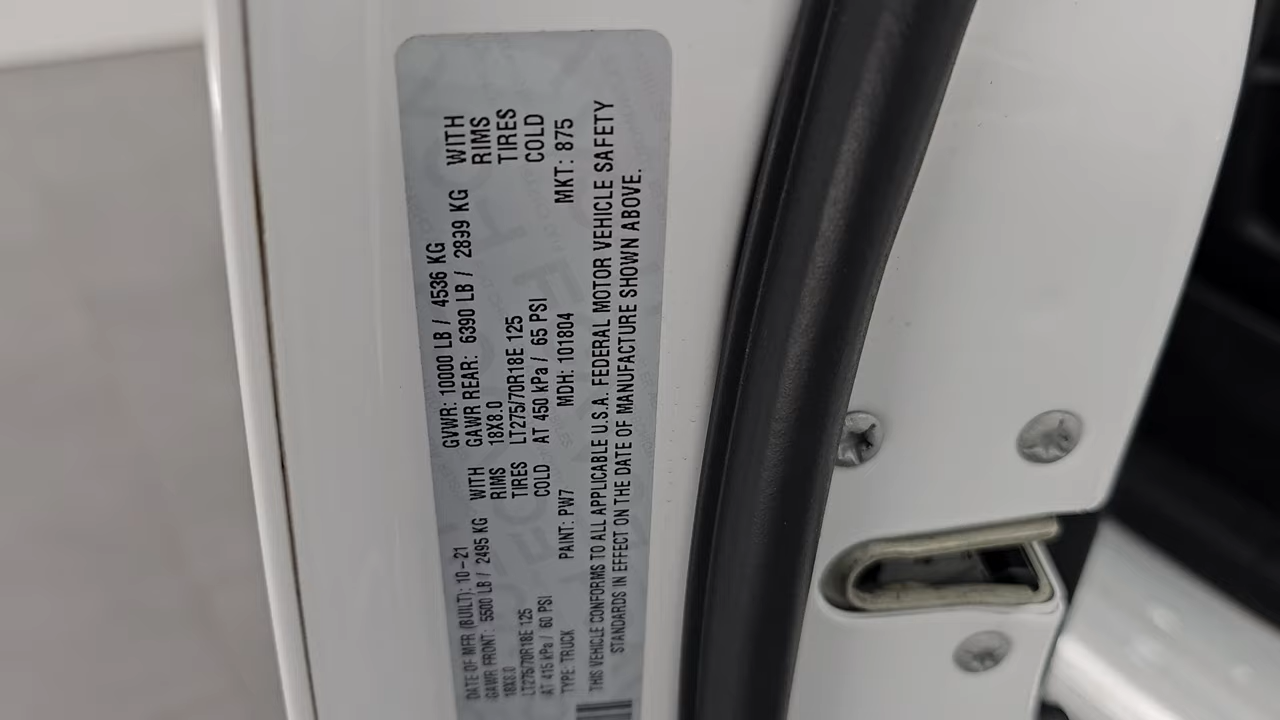 DATE OF MFR (BUILT): 10-21 GVWR: 10000 LB / 4536 KG
GAWR FRONT: 5500 LB / 2495 KG WITH GAWR REAR: 6390 LB / 2899 KG WITH
18X8.0 RIMS 18X8.0 RIMS
LT275/70R18E 125 TIRES LT275/70R18E 125 TIRES
AT 415 kPa / 60 PSI COLD AT 450 kPa / 65 PSI COLD
TYPE: TRUCK PAINT: PW7 MDH: 101804 MKT: 875
THIS VEHICLE CONFORMS TO ALL APPLICABLE U.S.A. FEDERAL MOTOR VEHICLE SAFETY
STANDARDS IN EFFECT ON THE DATE OF MANUFACTURE SHOWN ABOVE.